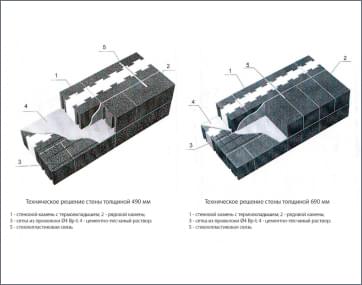 5
1
2
4
3
5
1
2
4
3
Техническое решение стены толщиной 490 мм
1 - стеновой камень с термовкладышем; 2 - рядовой камень;
3 - сетка из проволоки Ø4 Вр I; 4 - цементно-песчаный раствор;
5 - стеклопластиковая связь
Техническое решение стены толщиной 690 мм
1 - стеновой камень с термовкладышем; 2 - рядовой камень;
3 - сетка из проволоки Ø4 Вр I; 4 - цементно-песчаный раствор;
5 - стеклопластиковая связь